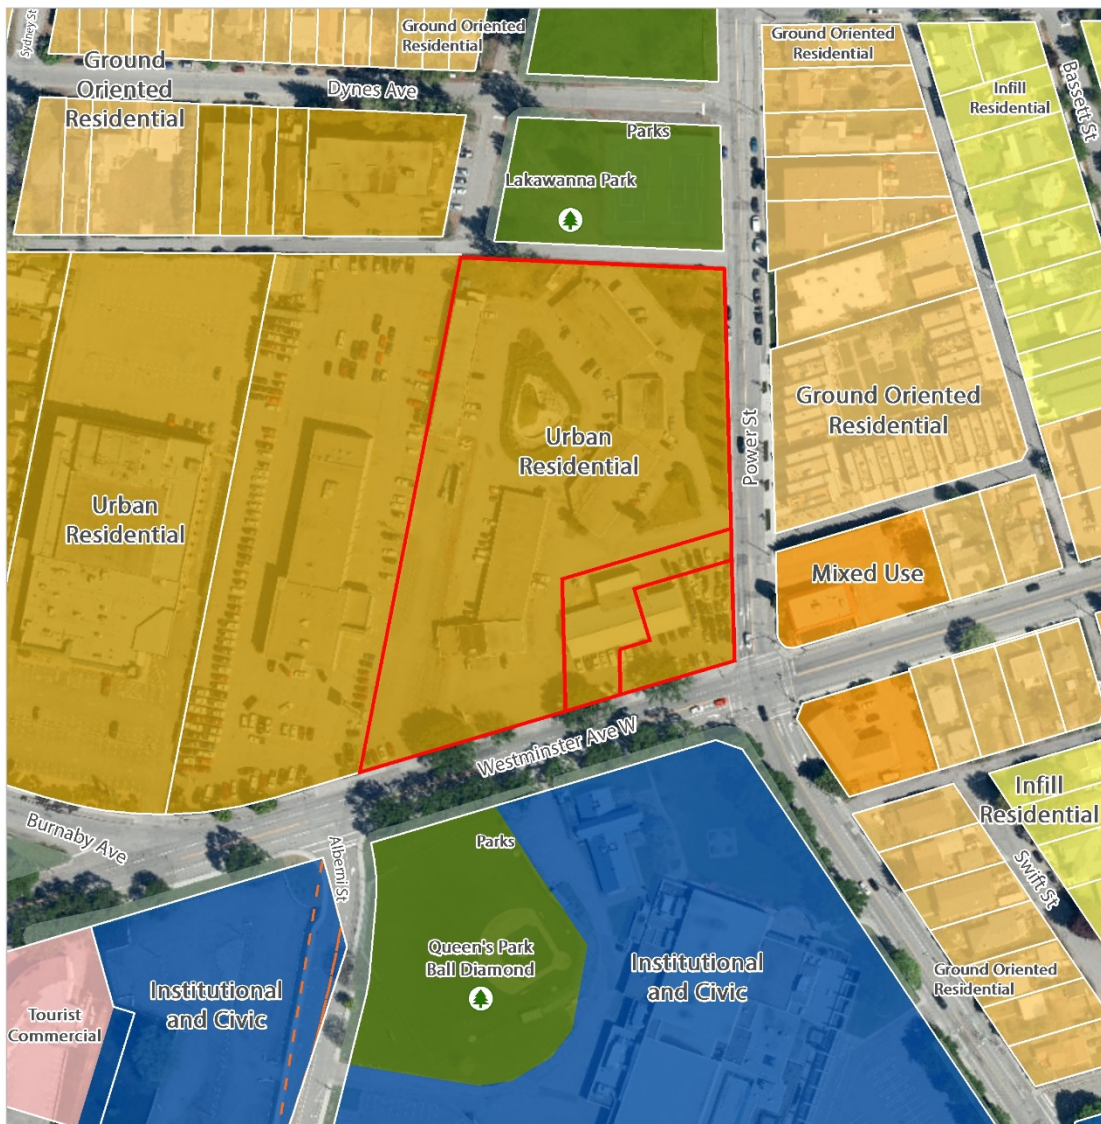 Sydney St
Ground Oriented
Residential
Ground Oriented
Residential
Ground
Oriented
Residential
Dynes Ave
Infill
Residential
Bassett St
Parks
Lakawanna Park
Urban
Residential
Power St
Ground Oriented
Residential
Urban
Residential
Mixed Use
Westminster Ave W
Infill
Residential
Burnaby Ave
Alberni St
Parks
Swift St
Queen's Park
Ball Diamond
Institutional
and Civic
Ground Oriented
Residential
Institutional
and Civic
Tourist
Commercial